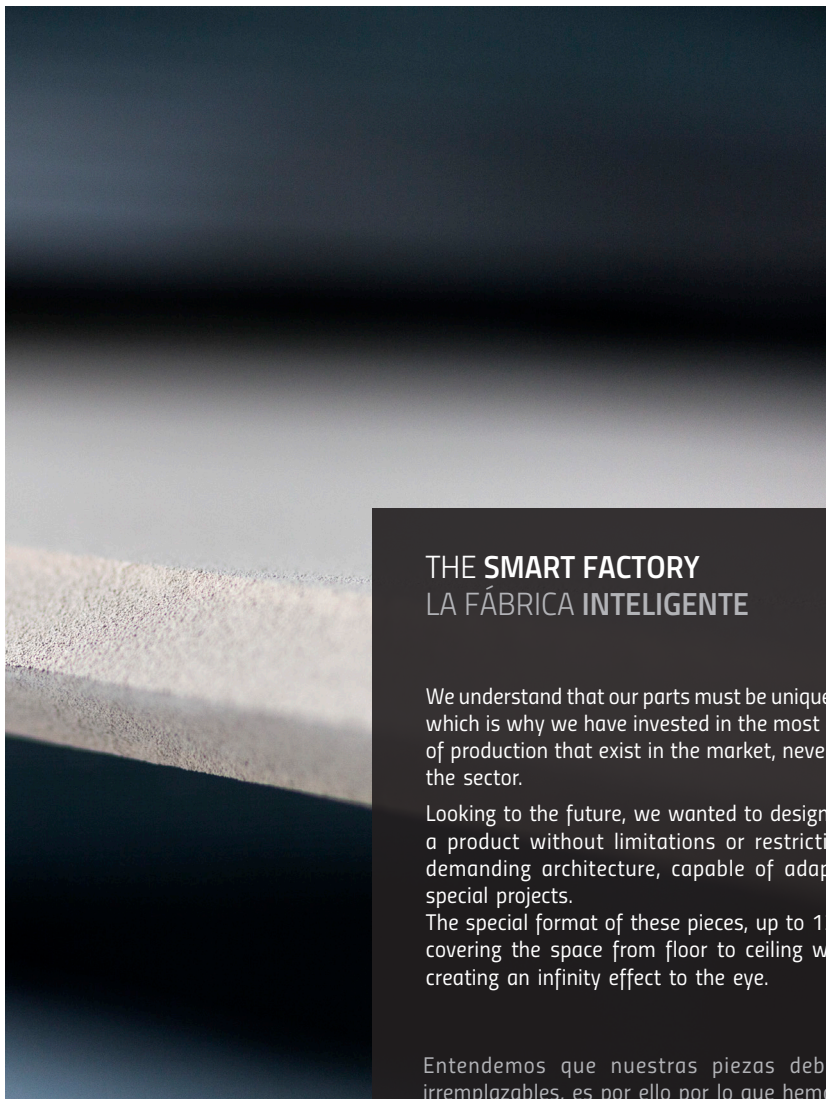 THE SMART FACTORY
LA FÁBRICA INTELIGENTE
We understand that our parts must be unique
which is why we have invested in the most
of production that exist in the market, neve
the sector.
Looking to the future, we wanted to design
a product without limitations or restricti
demanding architecture, capable of adap
special projects.
The special format of these pieces, up to 1
covering the space from floor to ceiling w
creating an infinity effect to the eye.
Entendemos que nuestras piezas deb
irremplazables, es por ello por lo que hemo